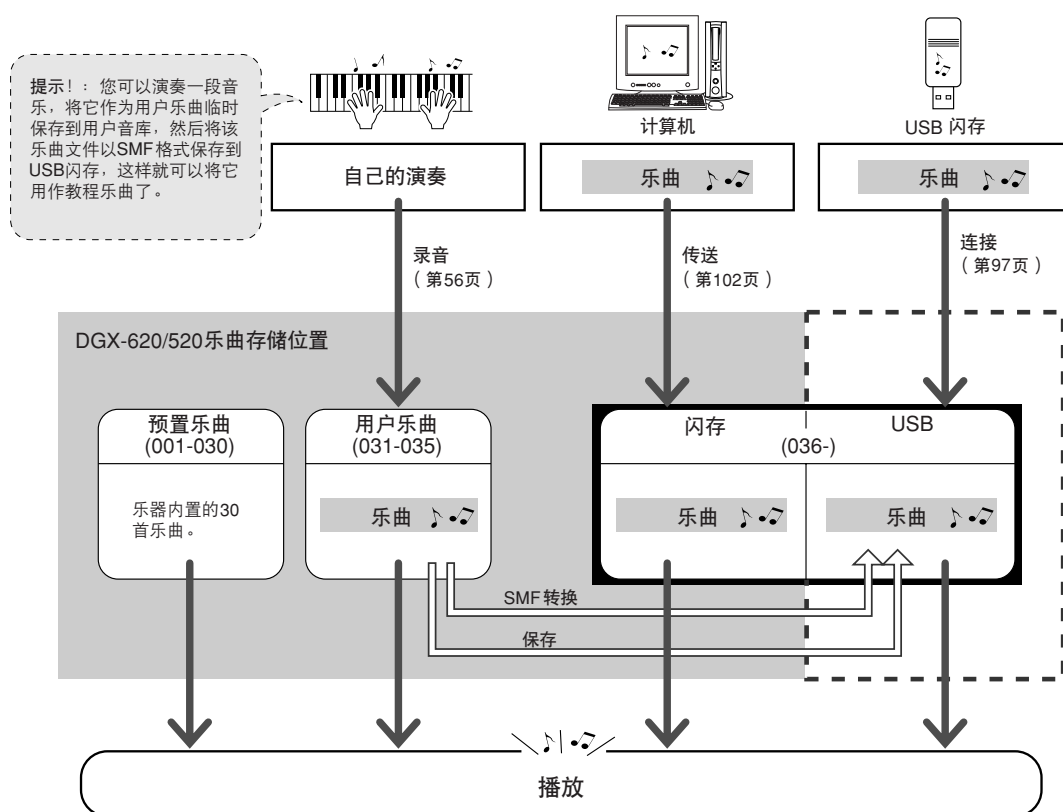 提示！：您可以演奏一段音
乐，将它作为用户乐曲临时
保存到用户音库，然后将该
乐曲文件以SMF格式保存到
USB闪存，这样就可以将它
用作教程乐曲了。
计算机
USB 闪存
自己的演奏
乐曲
乐曲
录音
（第56页）
传送
（第102页）
连接
（第97页）
DGX-620/520乐曲存储位置
预置乐曲
(001-030)
用户乐曲
(031-035)
闪存
USB
(036-)
乐器内置的30
首乐曲。
乐曲
乐曲
乐曲
SMF转换
保存
播放